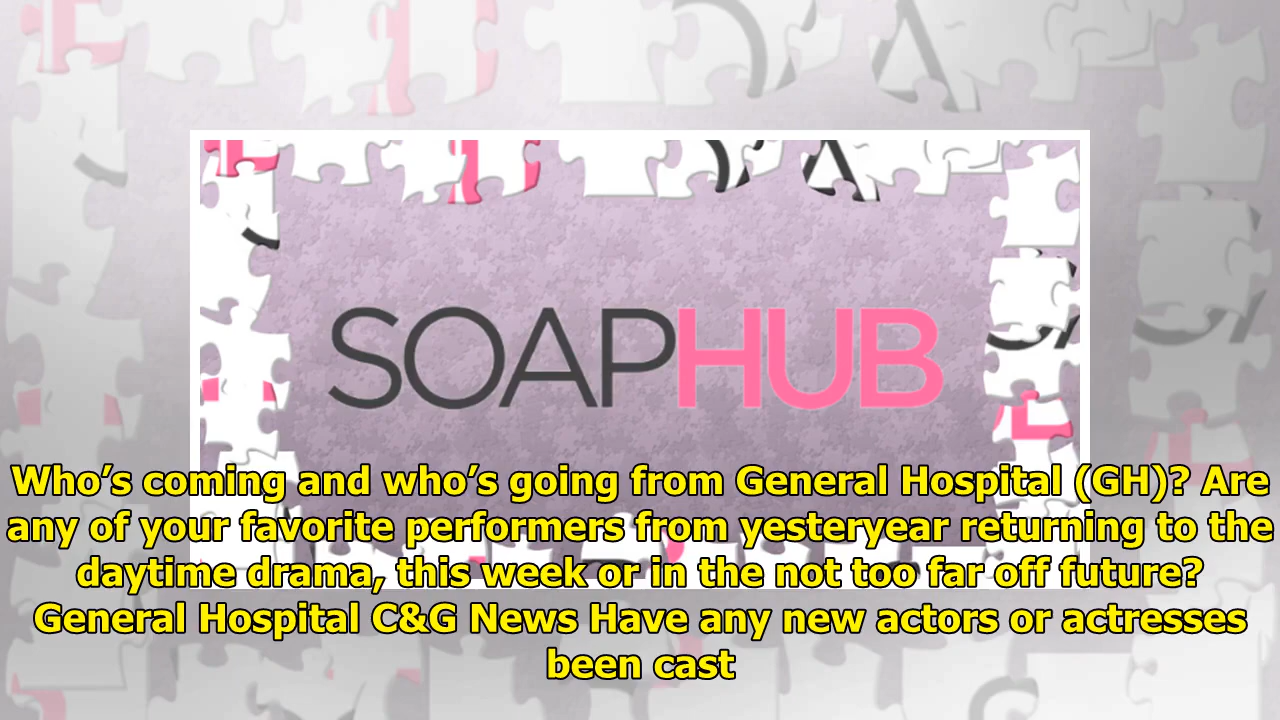 SOAPHUB
Who’s coming and who’s going from General Hospital (GH)? Are
any of your favorite performers from yesteryear returning to the
daytime drama, this week or in the not too far off future?
General Hospital C&G News Have any new actors or actresses
been cast